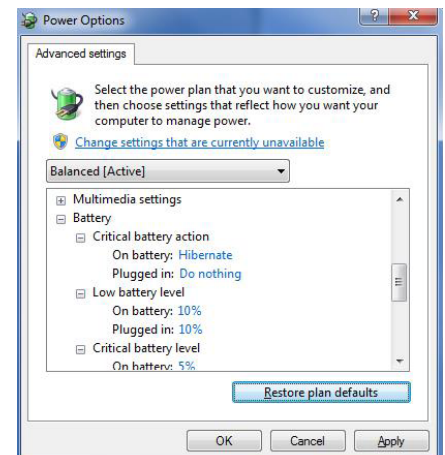 Power Options
Advanced settings
Select the power plan that you want to customize, and
then choose settings that reflect how you want your
computer to manage power.
Change settings that are currently unavailable
Balanced [Active]
Multimedia settings
Battery
Critical battery action
On battery: Hibernate
Plugged in: Do nothing
Low battery level
On battery: 10%
Plugged in: 10%
Critical battery level
On battery: 5%
Restore plan defaults
OK Cancel Apply